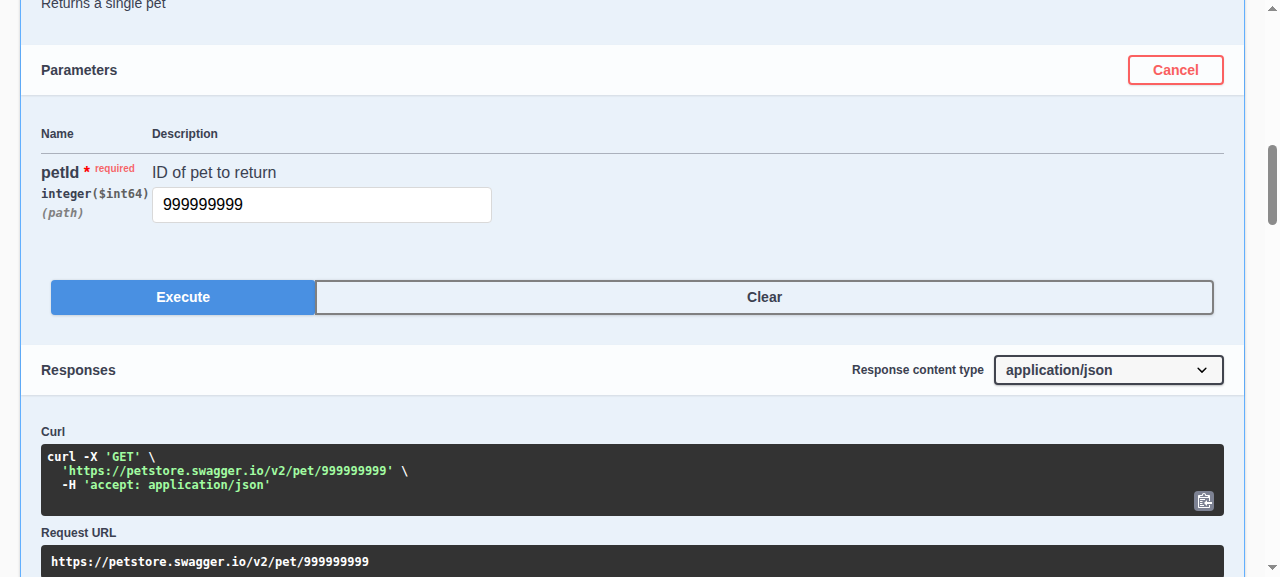 Returns a single pet
Parameters
Cancel
Name Description
petId * required ID of pet to return
integer($int64)
(path)
999999999
Execute Clear
Responses Response content type application/json
Curl
curl -X 'GET' \
'https://petstore.swagger.io/v2/pet/999999999' \
-H 'accept: application/json'
Request URL
https://petstore.swagger.io/v2/pet/999999999